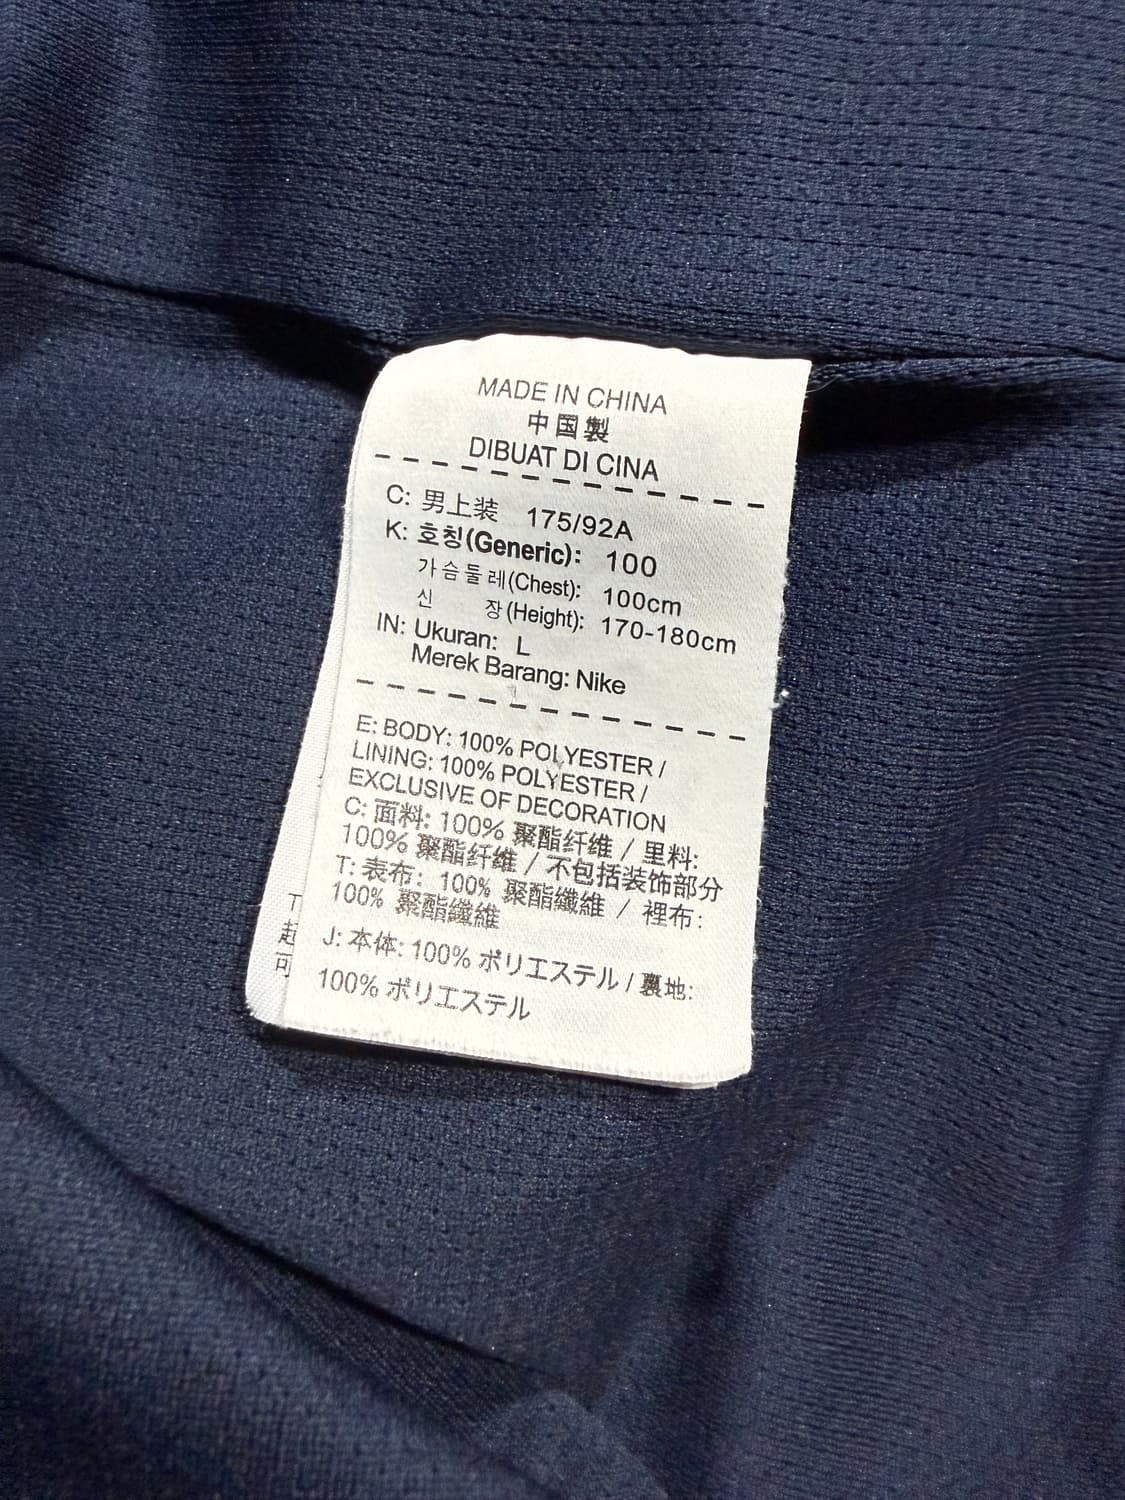 MADE IN CHINA
中国製
DIBUAT DI CINA
C: 男上装 175/92A
K: 호칭(Generic): 100
가슴둘레(Chest): 100cm
신 장(Height): 170-180cm
IN: Ukuran: L
Merek Barang: Nike
E: BODY: 100% POLYESTER /
LINING: 100% POLYESTER /
EXCLUSIVE OF DECORATION
C: 面料: 100% 聚酯纤维 / 里料:
100% 聚酯纤维 / 不包括装饰部分
T: 表布: 100% 聚酯纖維 / 裡布:
100% 聚酯纖維
J: 本体: 100% ポリエステル / 裏地:
100% ポリエステル
T
起
可